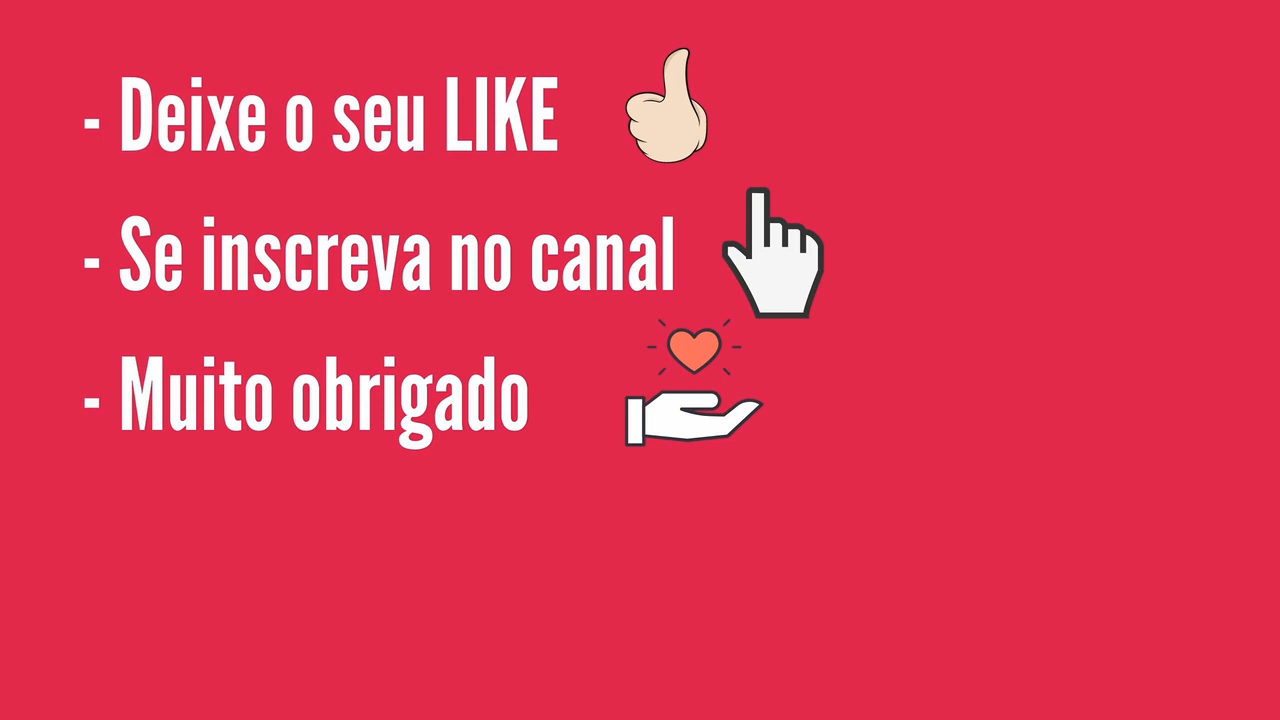 - Deixe o seu LIKE
- Se inscreva no canal
- Muito obrigado